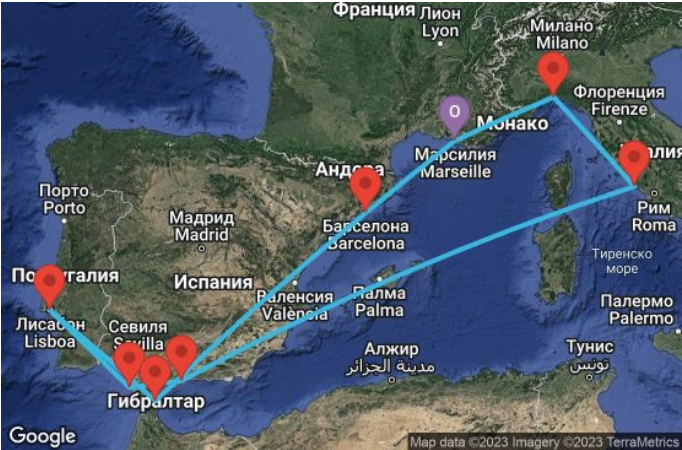 Франция
Лион
Lyon
Милано
Milano
Флоренция
Firenze
O
Монако
Марсилия
Marseille
Андора
Порто
Porto
Мадрид
Madrid
Барселона
Barcelona
Рим
Roma
Тиренско
море
Испания
Валенсия
València
Палма
Palma
Лисабон
Lisboa
Севиля
Палермо
Palermo
Алжир
مدينة الجزائر
Тунис
تونس
Гибралтар
Google
Map data ©2023 Imagery ©2023 TerraMetrics